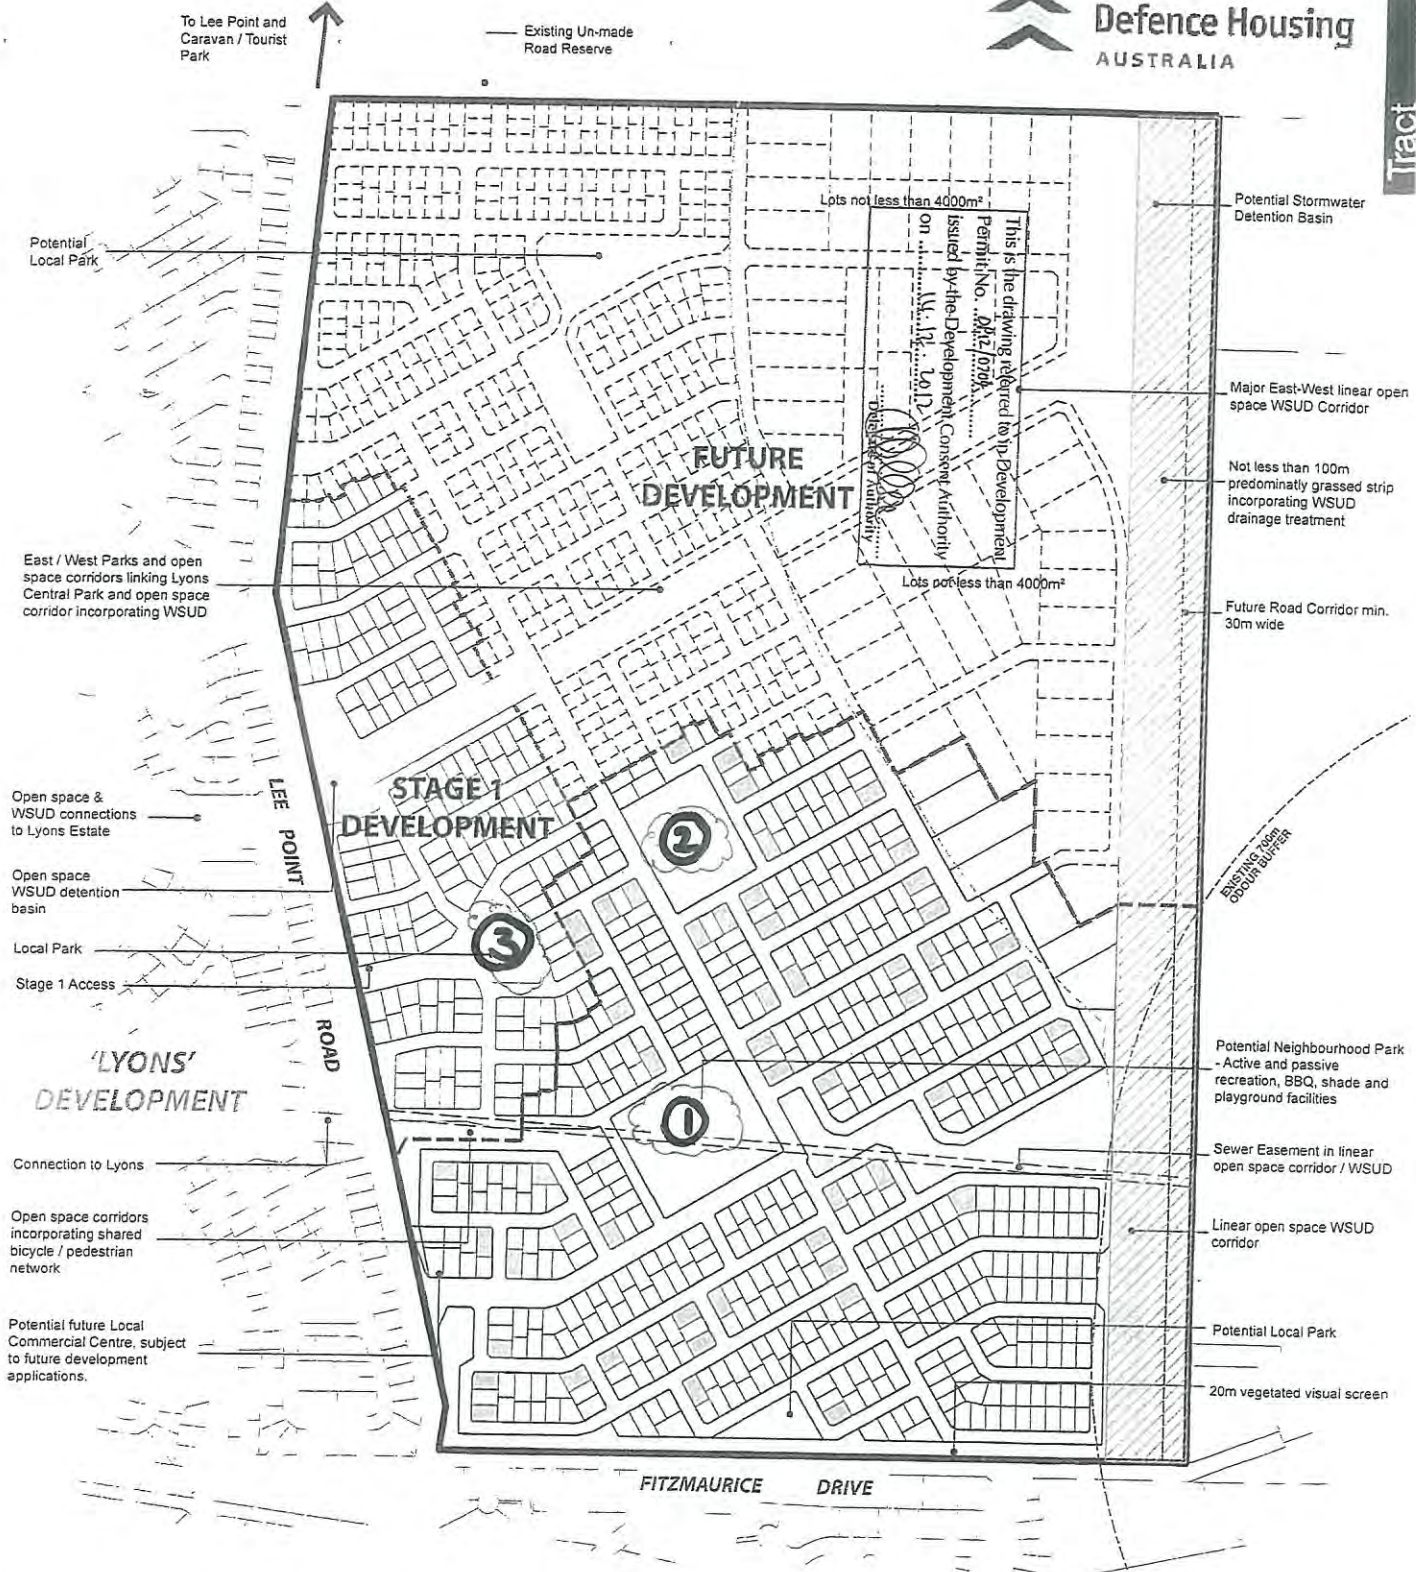 To Lee Point and
Caravan / Tourist
Park
Existing Un-made
Road Reserve
Defence Housing
AUSTRALIA
Tract
Potential
Local Park
Lots not less than 4000m²
This is the drawing referred to in Development
Permit No. DP12/0704
issued by the Development Consent Authority
on 14.12.2012
Delegate of Authority
Potential Stormwater
Detention Basin
Major East-West linear open
space WSUD Corridor
FUTURE
DEVELOPMENT
Not less than 100m
predominatly grassed strip
incorporating WSUD
drainage treatment
East / West Parks and open
space corridors linking Lyons
Central Park and open space
corridor incorporating WSUD
Lots not less than 4000m²
Future Road Corridor min.
30m wide
STAGE 1
DEVELOPMENT
LEE POINT ROAD
Open space &
WSUD connections
to Lyons Estate
2
EXISTING 700m
ODOUR BUFFER
Open space
WSUD detention
basin
3
Local Park
Stage 1 Access
'LYONS'
DEVELOPMENT
Potential Neighbourhood Park
- Active and passive
recreation, BBQ, shade and
playground facilities
1
Connection to Lyons
Sewer Easement in linear
open space corridor / WSUD
Open space corridors
incorporating shared
bicycle / pedestrian
network
Linear open space WSUD
corridor
Potential future Local
Commercial Centre, subject
to future development
applications.
Potential Local Park
20m vegetated visual screen
FITZMAURICE DRIVE